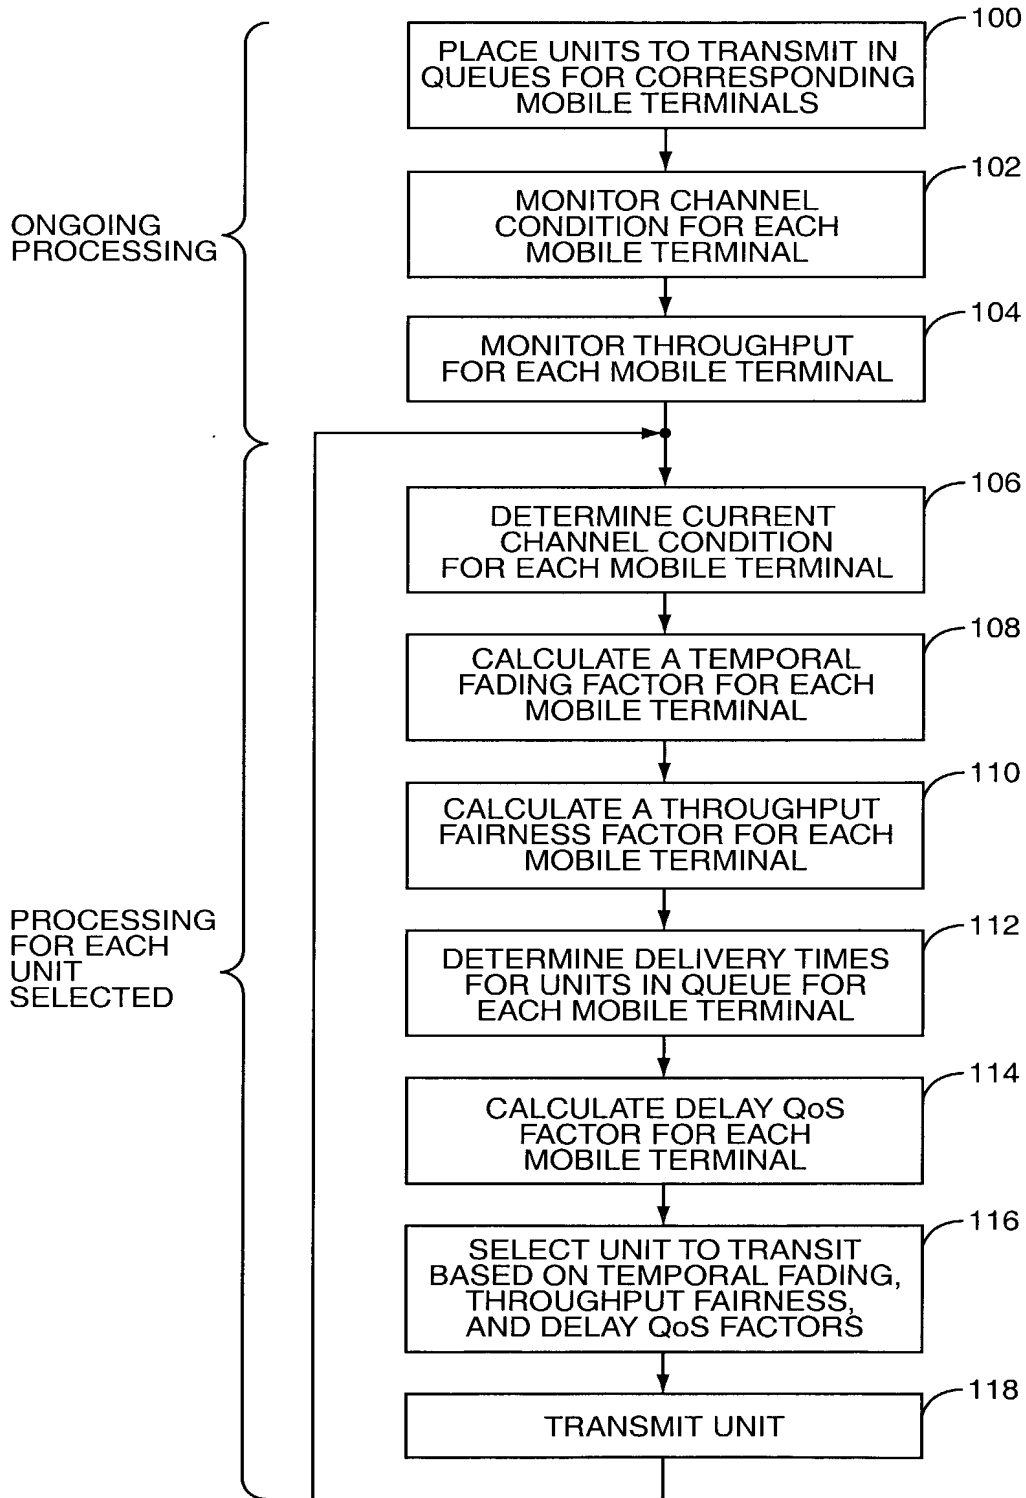 100
PLACE UNITS TO TRANSMIT IN
QUEUES FOR CORRESPONDING
MOBILE TERMINALS
102
MONITOR CHANNEL
CONDITION FOR EACH
MOBILE TERMINAL
ONGOING
PROCESSING
104
MONITOR THROUGHPUT
FOR EACH MOBILE TERMINAL
106
DETERMINE CURRENT
CHANNEL CONDITION
FOR EACH MOBILE TERMINAL
108
CALCULATE A TEMPORAL
FADING FACTOR FOR EACH
MOBILE TERMINAL
110
CALCULATE A THROUGHPUT
FAIRNESS FACTOR FOR EACH
MOBILE TERMINAL
PROCESSING
FOR EACH
UNIT
SELECTED
112
DETERMINE DELIVERY TIMES
FOR UNITS IN QUEUE FOR
EACH MOBILE TERMINAL
114
CALCULATE DELAY QoS
FACTOR FOR EACH
MOBILE TERMINAL
116
SELECT UNIT TO TRANSIT
BASED ON TEMPORAL FADING,
THROUGHPUT FAIRNESS,
AND DELAY QoS FACTORS
118
TRANSMIT UNIT